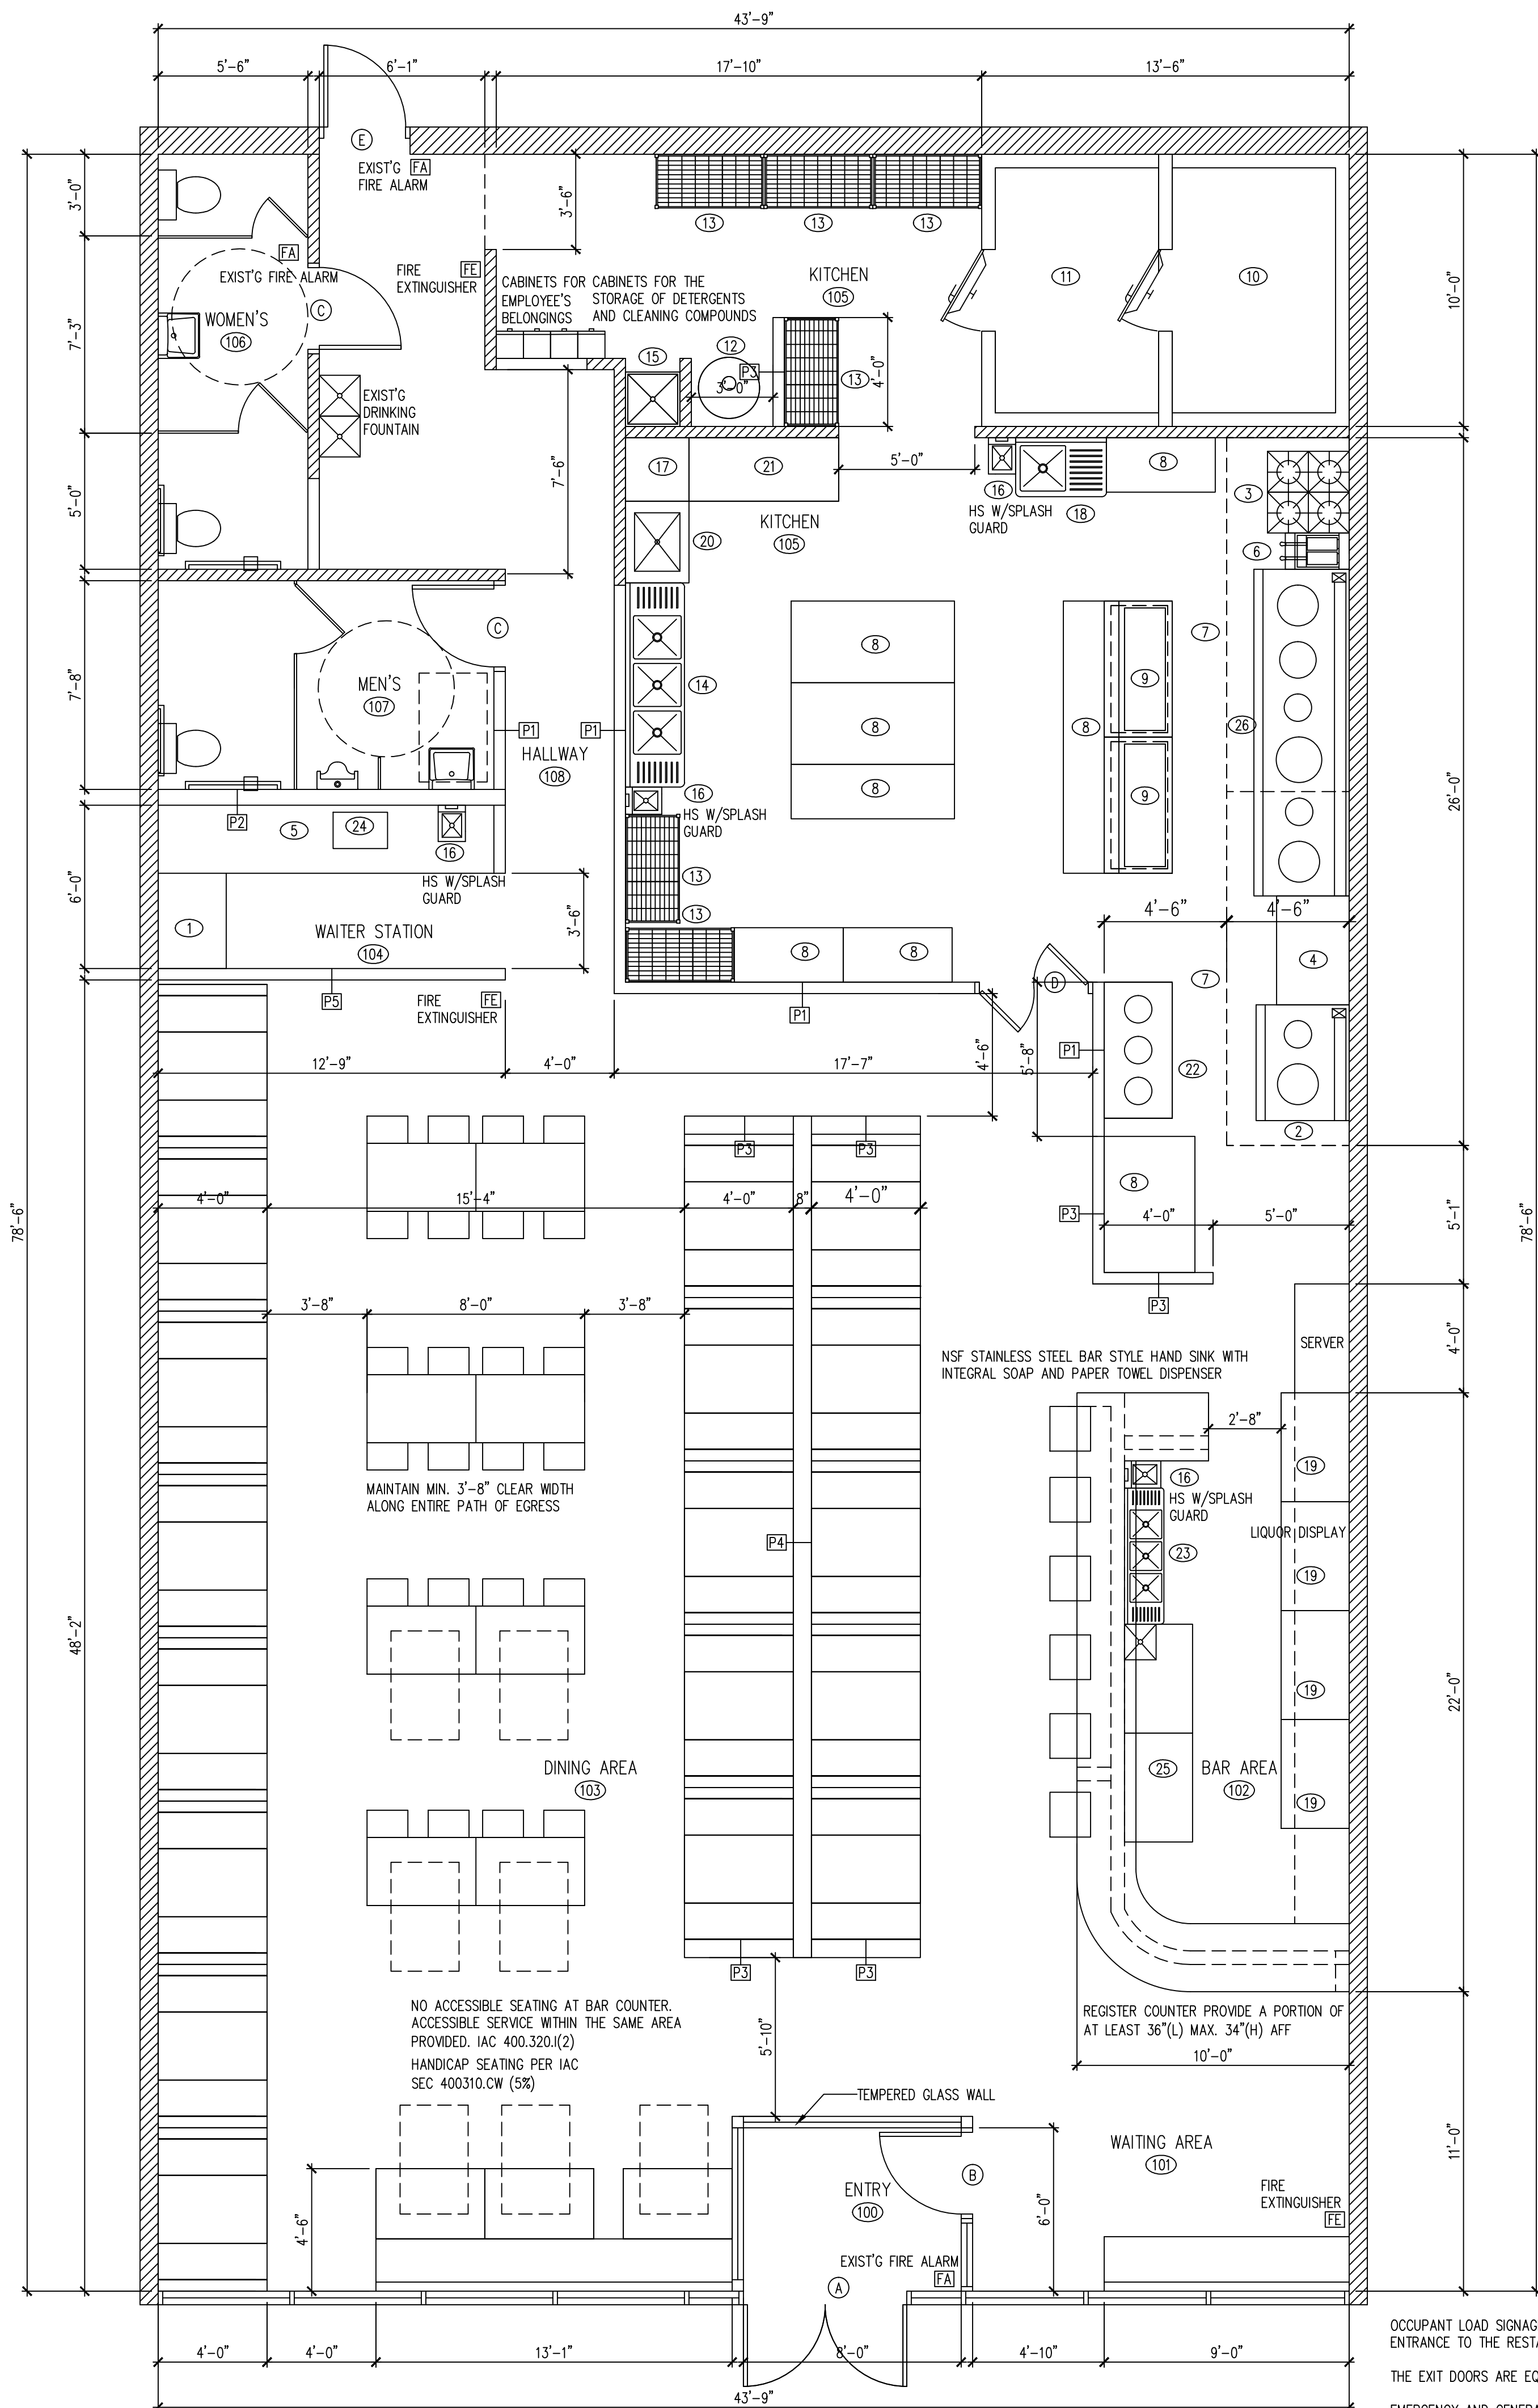 43'-9"
5'-6"
6'-1"
17'-10"
13'-6"
E
EXIST'G FA
FIRE ALARM
3'-0"
3'-6"
13
13
13
FA
EXIST'G FIRE ALARM
FIRE FE
EXTINGUISHER
CABINETS FOR
EMPLOYEE'S
BELONGINGS
CABINETS FOR THE
STORAGE OF DETERGENTS
AND CLEANING COMPOUNDS
KITCHEN
105
11
10
10'-0"
7'-3"
WOMEN'S
106
C
15
12
P3
3'-0"
13
4'-0"
EXIST'G
DRINKING
FOUNTAIN
7'-6"
17
21
5'-0"
16
HS W/SPLASH
GUARD
18
8
3
5'-0"
KITCHEN
105
20
6
C
8
7
7'-8"
MEN'S
107
14
8
9
8
26
P1
P1
HALLWAY
108
8
9
16
HS W/SPLASH
GUARD
26'-0"
P2
5
24
16
HS W/SPLASH
GUARD
13
13
6'-0"
1
WAITER STATION
104
3'-6"
4'-6"
4'-6"
8
8
4
D
7
P5
FIRE FE
EXTINGUISHER
P1
12'-9"
4'-0"
17'-7"
4'-6"
5'-8"
P1
22
2
P3
P3
78'-6"
78'-6"
4'-0"
15'-4"
4'-0"
8"
4'-0"
8
P3
4'-0"
5'-0"
5'-1"
P3
3'-8"
8'-0"
3'-8"
SERVER
4'-0"
NSF STAINLESS STEEL BAR STYLE HAND SINK WITH
INTEGRAL SOAP AND PAPER TOWEL DISPENSER
2'-8"
MAINTAIN MIN. 3'-8" CLEAR WIDTH
ALONG ENTIRE PATH OF EGRESS
16
HS W/SPLASH
GUARD
19
LIQUOR DISPLAY
P4
23
19
48'-2"
22'-0"
19
DINING AREA
103
25
BAR AREA
102
19
P3
P3
NO ACCESSIBLE SEATING AT BAR COUNTER.
ACCESSIBLE SERVICE WITHIN THE SAME AREA
PROVIDED. IAC 400.320.I(2)
HANDICAP SEATING PER IAC
SEC 400310.CW (5%)
5'-10"
REGISTER COUNTER PROVIDE A PORTION OF
AT LEAST 36"(L) MAX. 34"(H) AFF
10'-0"
TEMPERED GLASS WALL
WAITING AREA
101
11'-0"
B
ENTRY
100
FIRE
EXTINGUISHER
FE
4'-6"
6'-0"
EXIST'G FIRE ALARM
FA
A
4'-0"
4'-0"
13'-1"
8'-0"
4'-10"
9'-0"
43'-9"
OCCUPANT LOAD SIGNAG
ENTRANCE TO THE REST
THE EXIT DOORS ARE EQ